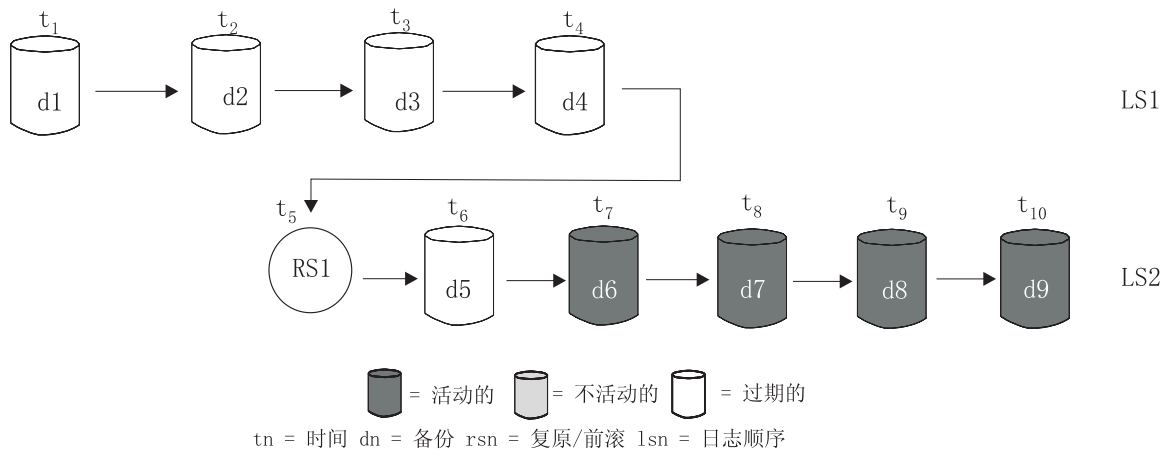 t1 t2 t3 t4
d1 d2 d3 d4 LS1
t5 t6 t7 t8 t9 t10
RS1 d5 d6 d7 d8 d9 LS2
= 活动的 = 不活动的 = 过期的
tn = 时间 dn = 备份 rsn = 复原/前滚 lsn = 日志顺序